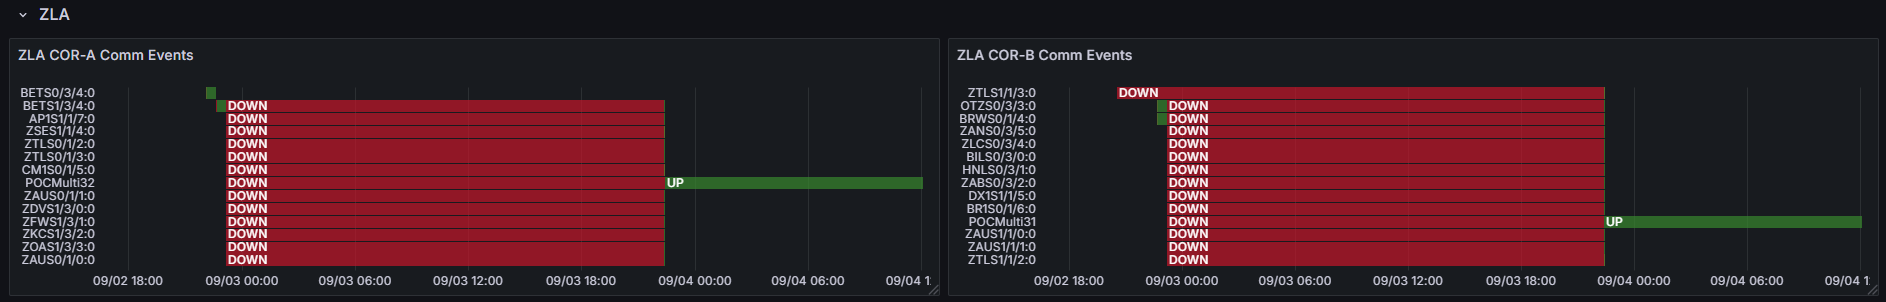 ZLA
ZLA COR-A Comm Events
BETS0/3/4:0
BETS1/3/4:0 DOWN
AP1S1/1/7:0 DOWN
ZSES1/1/4:0 DOWN
ZTLS0/1/2:0 DOWN
ZTLS0/1/3:0 DOWN
CM1S0/1/5:0 DOWN
POCMulti32 DOWN UP
ZAUS0/1/1:0 DOWN
ZDVS1/3/0:0 DOWN
ZFWS1/3/1:0 DOWN
ZKCS1/3/2:0 DOWN
ZOAS1/3/3:0 DOWN
ZAUS0/1/0:0 DOWN
09/02 18:00 09/03 00:00 09/03 06:00 09/03 12:00 09/03 18:00 09/04 00:00 09/04 06:00 09/04 1
ZLA COR-B Comm Events
ZTLS1/1/3:0 DOWN
OTZS0/3/3:0 DOWN
BRWS0/1/4:0 DOWN
ZANS0/3/5:0 DOWN
ZLCS0/3/4:0 DOWN
BILS0/3/0:0 DOWN
HNLS0/3/1:0 DOWN
ZABS0/3/2:0 DOWN
DX1S1/1/5:0 DOWN
BR1S0/1/6:0 DOWN
POCMulti31 DOWN UP
ZAUS1/1/0:0 DOWN
ZAUS1/1/1:0 DOWN
ZTLS1/1/2:0 DOWN
09/02 18:00 09/03 00:00 09/03 06:00 09/03 12:00 09/03 18:00 09/04 00:00 09/04 06:00 09/04 1